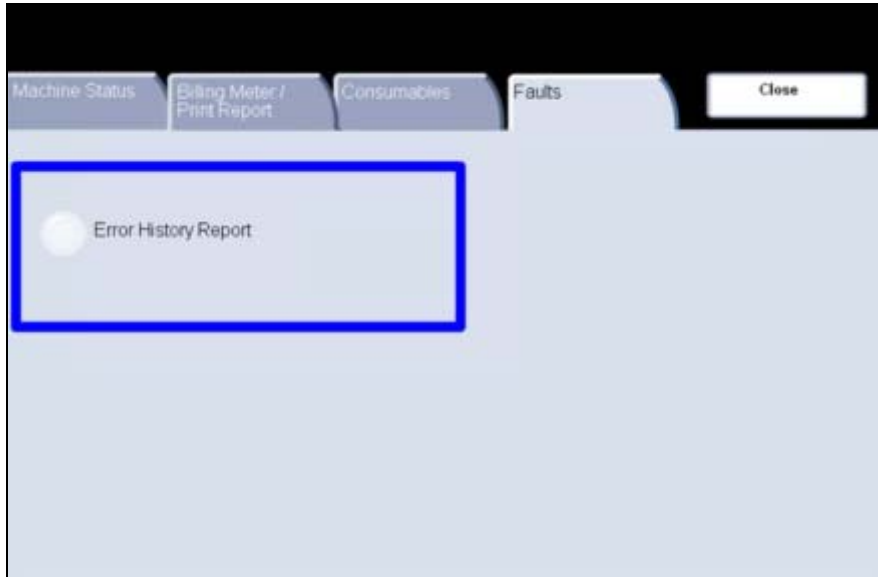 Machine Status
Billing Meter /
Print Report
Consumables
Faults
Close
Error History Report